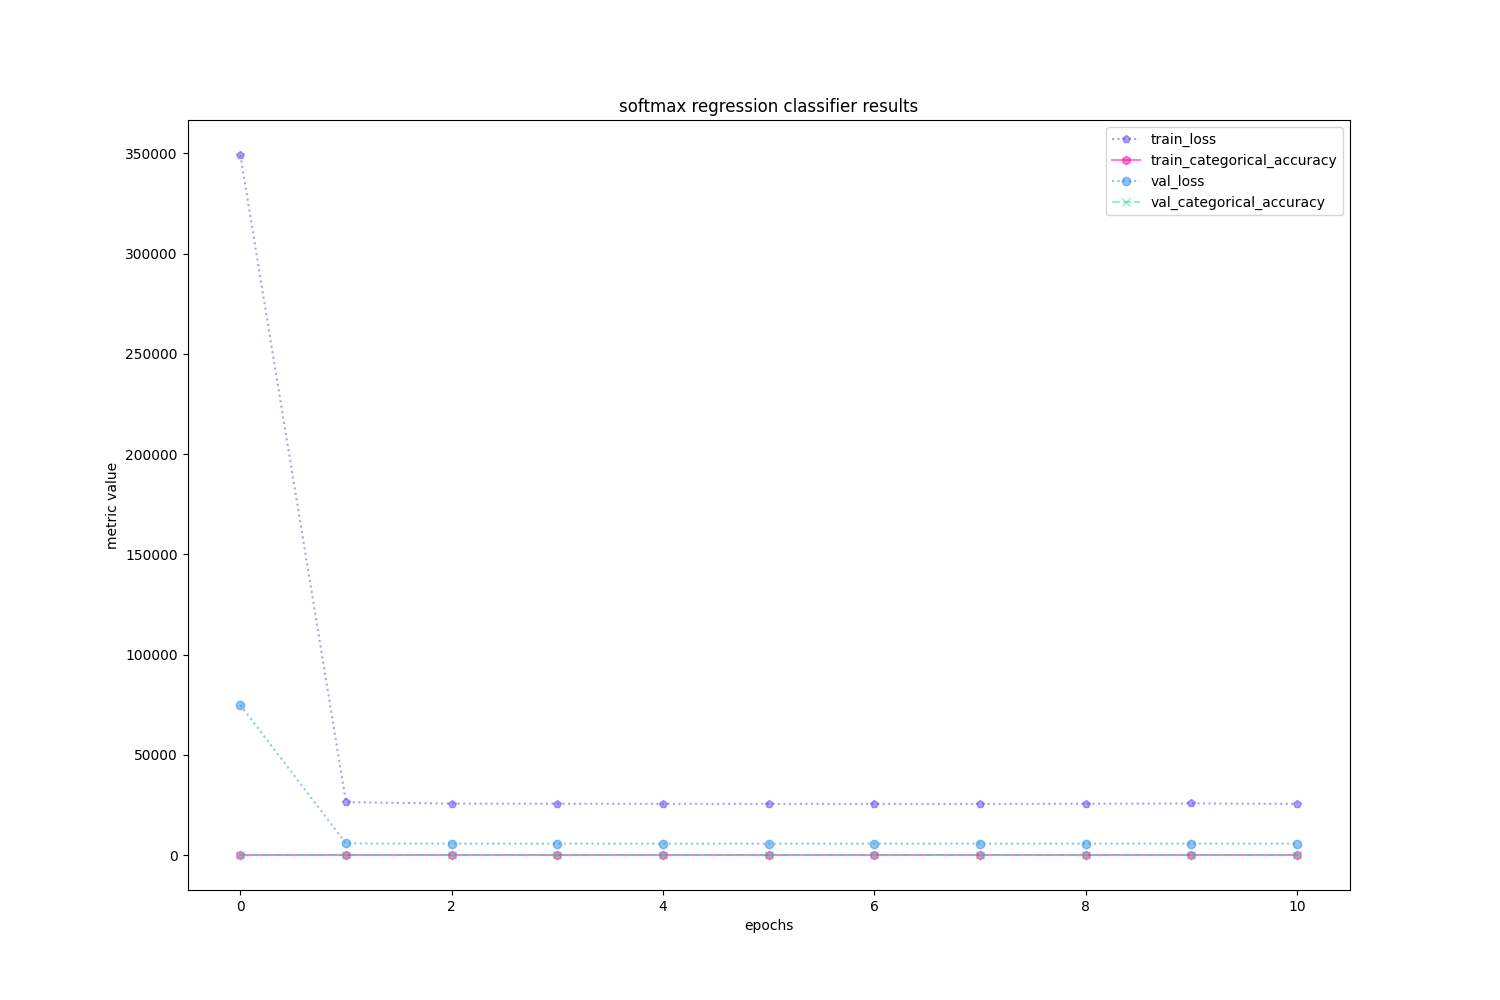 softmax regression classifier results
train_loss
train_categorical_accuracy
val_loss
val_categorical_accuracy
350000
300000
250000
200000
150000
100000
50000
0
metric value
0 2 4 6 8 10
epochs